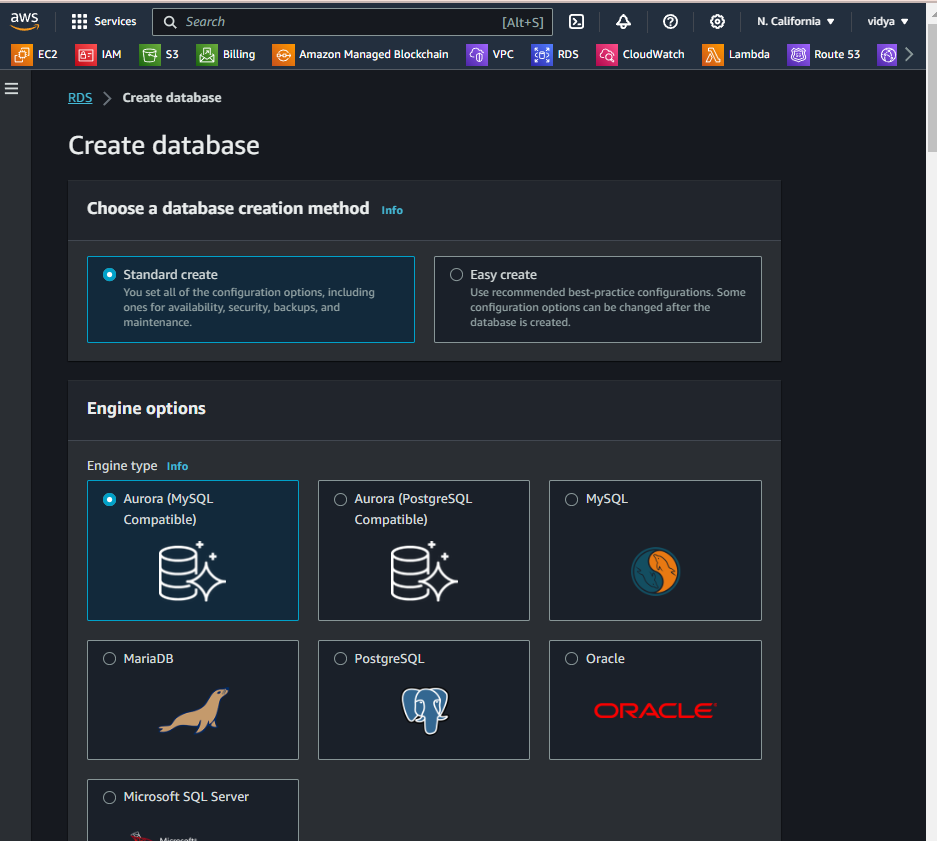 aws
Services
Search
[Alt+S]
N. California
vidya
EC2 IAM S3 Billing Amazon Managed Blockchain VPC RDS CloudWatch Lambda Route 53
RDS Create database
Create database
Choose a database creation method Info
Standard create
You set all of the configuration options, including
ones for availability, security, backups, and
maintenance.
Easy create
Use recommended best-practice configurations. Some
configuration options can be changed after the
database is created.
Engine options
Engine type Info
Aurora (MySQL
Compatible)
Aurora (PostgreSQL
Compatible)
MySQL
MariaDB
PostgreSQL
Oracle
ORACLE
Microsoft SQL Server
Microsoft